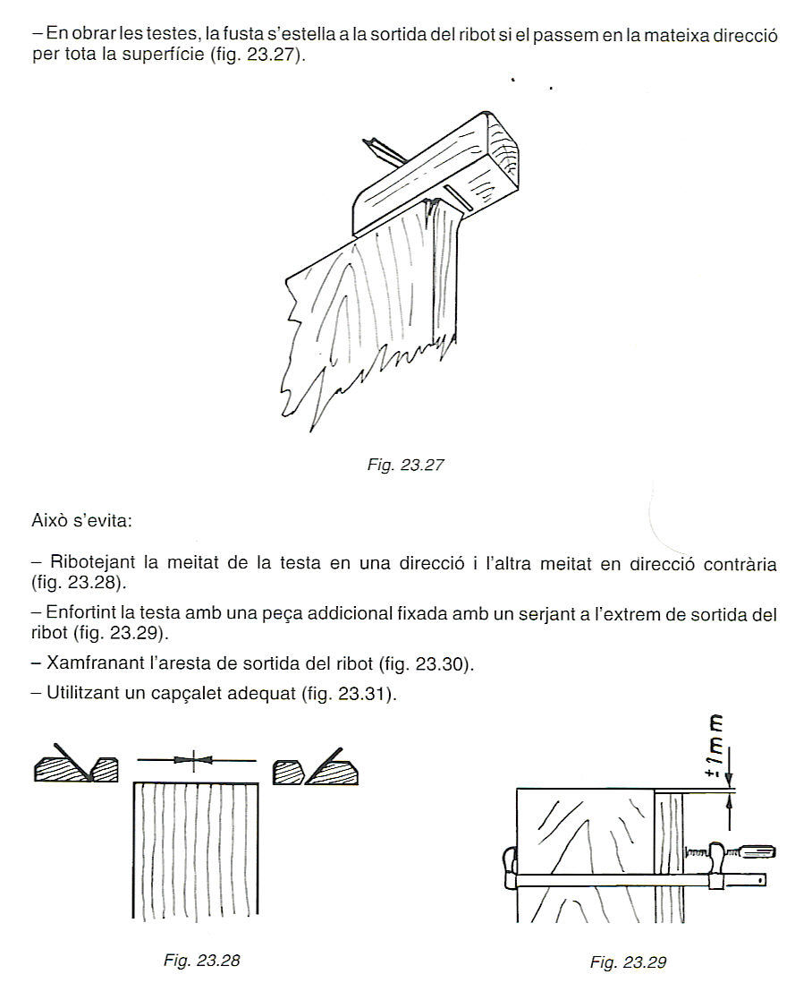 – En obrar les testes, la fusta s’estella a la sortida del ribot si el passem en la mateixa direcció
per tota la superfície (fig. 23.27).
Fig. 23.27
Això s’evita:
– Ribotejant la meitat de la testa en una direcció i l’altra meitat en direcció contrària
(fig. 23.28).
– Enfortint la testa amb una peça addicional fixada amb un serjant a l’extrem de sortida del
ribot (fig. 23.29).
– Xamfranant l’aresta de sortida del ribot (fig. 23.30).
– Utilitzant un capçalet adequat (fig. 23.31).
±1mm
Fig. 23.28
Fig. 23.29